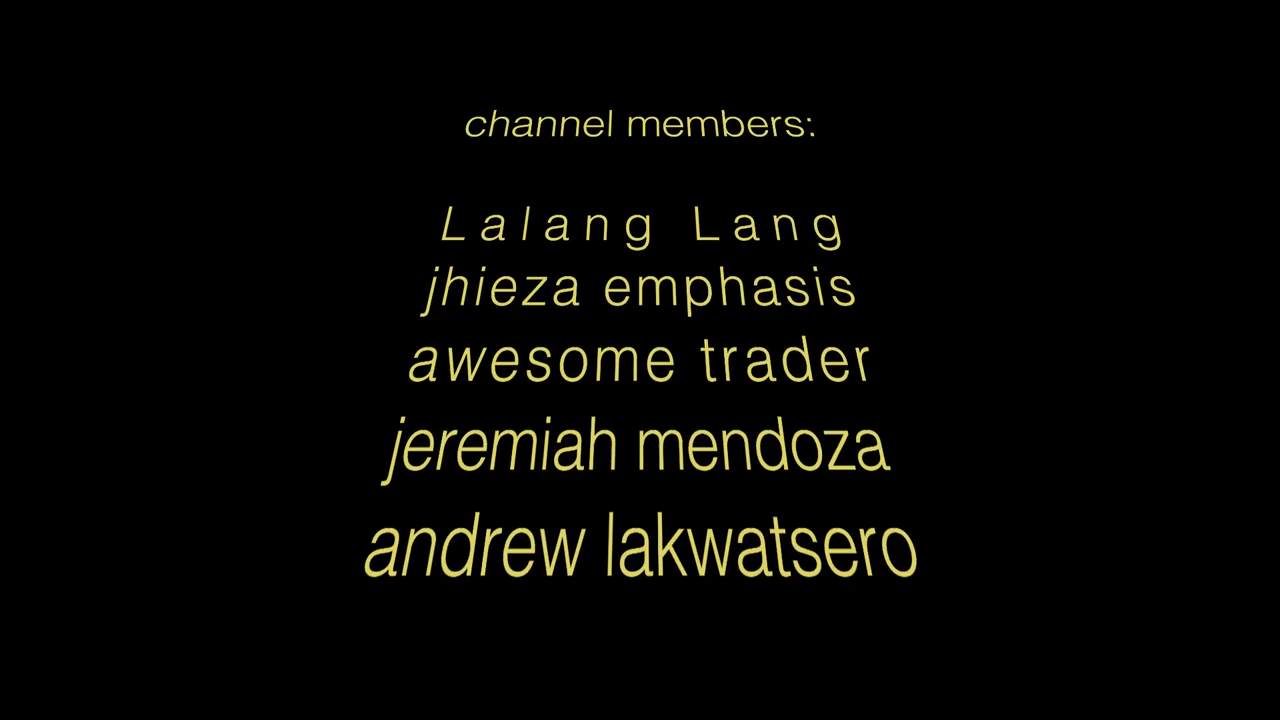 channel members:
Lalang Lang
jhieza emphasis
awesome trader
jeremiah mendoza
andrew lakwatsero